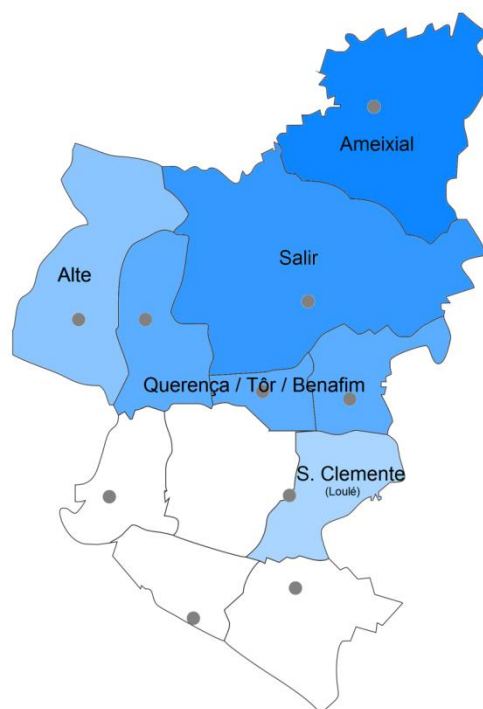 Ameixial
Salir
Alte
Querença / Tôr / Benafim
S. Clemente
(Loulé)